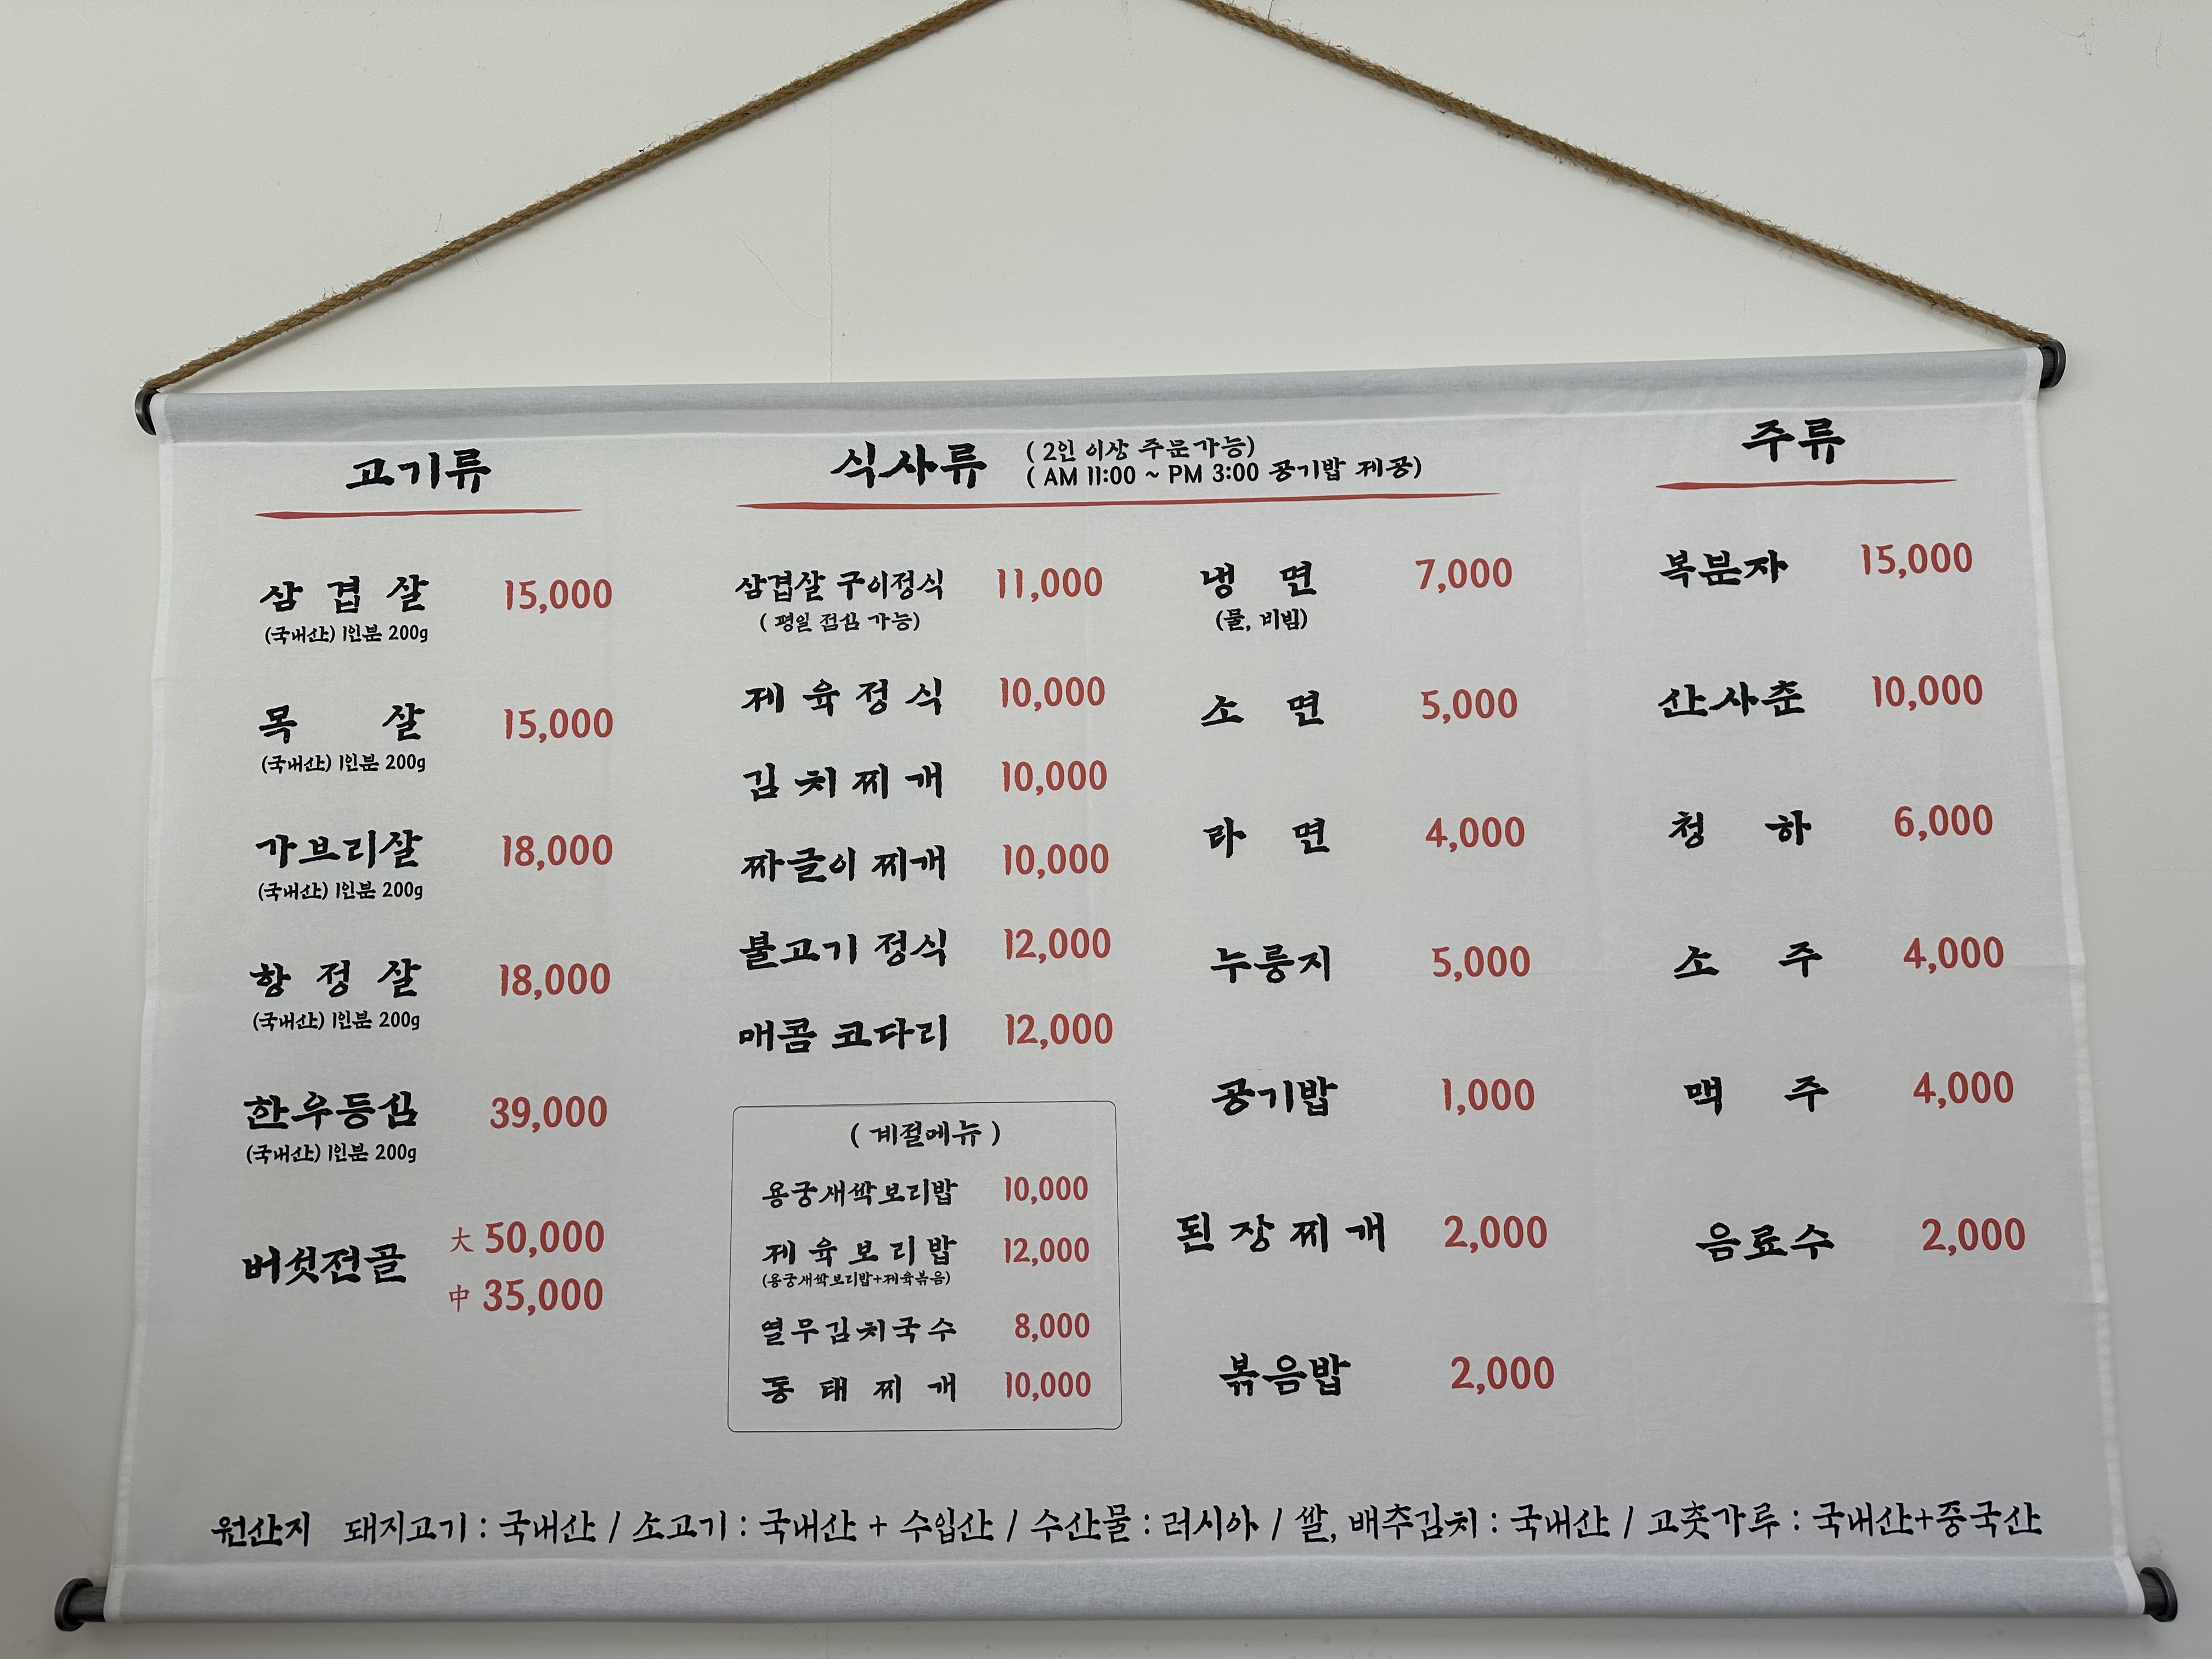 고기류
삼겹살 15,000
(국내산) 1인분 200g
목살 15,000
(국내산) 1인분 200g
가브리살 18,000
(국내산) 1인분 200g
항정살 18,000
(국내산) 1인분 200g
한우등심 39,000
(국내산) 1인분 200g
버섯전골 大 50,000
中 35,000
식사류
( 2인 이상 주문가능)
( AM 11:00 ~ PM 3:00 공기밥 제공)
삼겹살 구이정식 11,000
( 평일 점심 가능)
제육정식 10,000
김치찌개 10,000
짜글이 찌개 10,000
불고기 정식 12,000
매콤 코다리 12,000
( 계절메뉴 )
용궁새싹보리밥 10,000
제육보리밥 12,000
(용궁새싹보리밥+제육볶음)
열무김치국수 8,000
동태찌개 10,000
냉면 7,000
(물, 비빔)
소면 5,000
라면 4,000
누룽지 5,000
공기밥 1,000
된장찌개 2,000
볶음밥 2,000
주류
복분자 15,000
산사춘 10,000
청하 6,000
소주 4,000
맥주 4,000
음료수 2,000
원산지 돼지고기 : 국내산 / 소고기 : 국내산 + 수입산 / 수산물 : 러시아 / 쌀, 배추김치 : 국내산 / 고춧가루 : 국내산+중국산